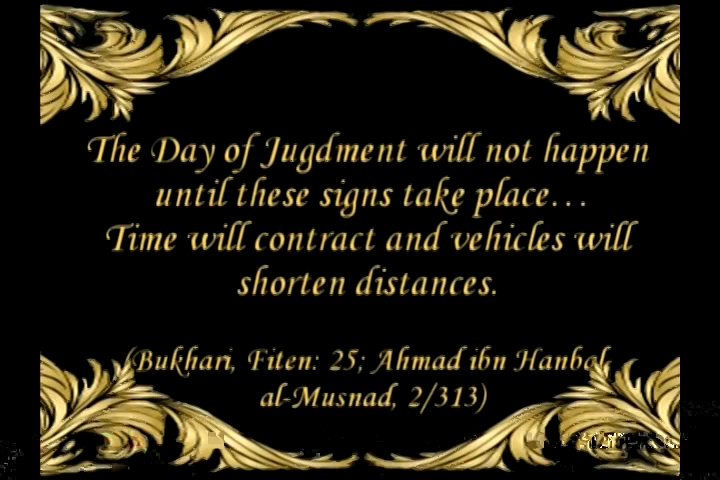 The Day of Jugdment will not happen
until these signs take place...
Time will contract and vehicles will
shorten distances.
(Bukhari, Fiten: 25; Ahmad ibn Hanbal,
al-Musnad, 2/313)